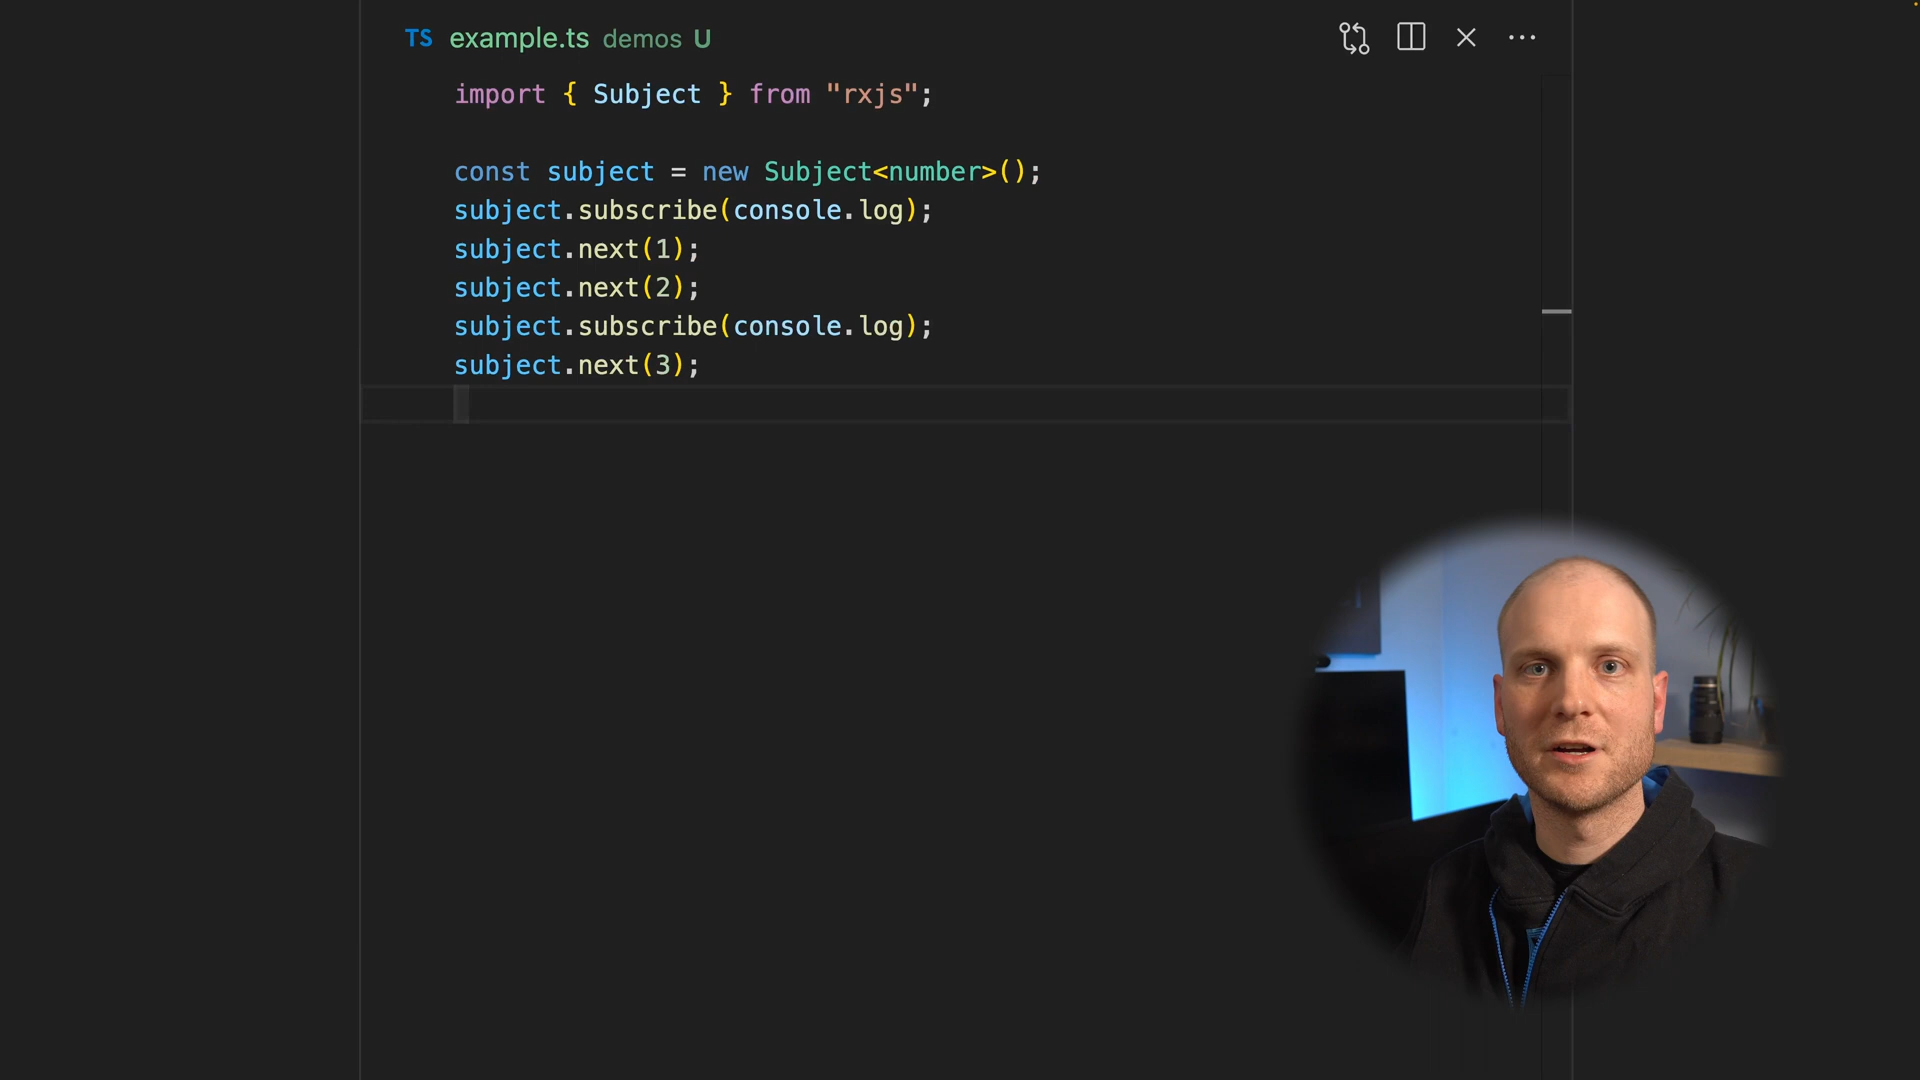 TS example.ts demos U
import { Subject } from "rxjs";
const subject = new Subject<number>();
subject.subscribe(console.log);
subject.next(1);
subject.next(2);
subject.subscribe(console.log);
subject.next(3);